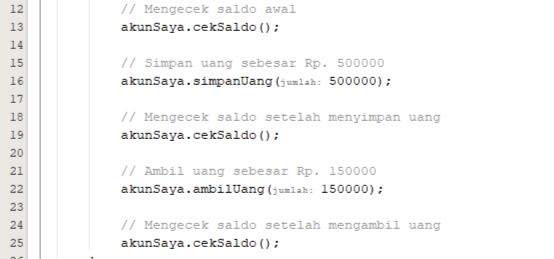 12 // Mengecek saldo awal
13 akunSaya.cekSaldo();
14
15 // Simpan uang sebesar Rp. 500000
16 akunSaya.simpanUang(jumlah: 500000);
17
18 // Mengecek saldo setelah menyimpan uang
19 akunSaya.cekSaldo();
20
21 // Ambil uang sebesar Rp. 150000
22 akunSaya.ambilUang(jumlah: 150000);
23
24 // Mengecek saldo setelah mengambil uang
25 akunSaya.cekSaldo();